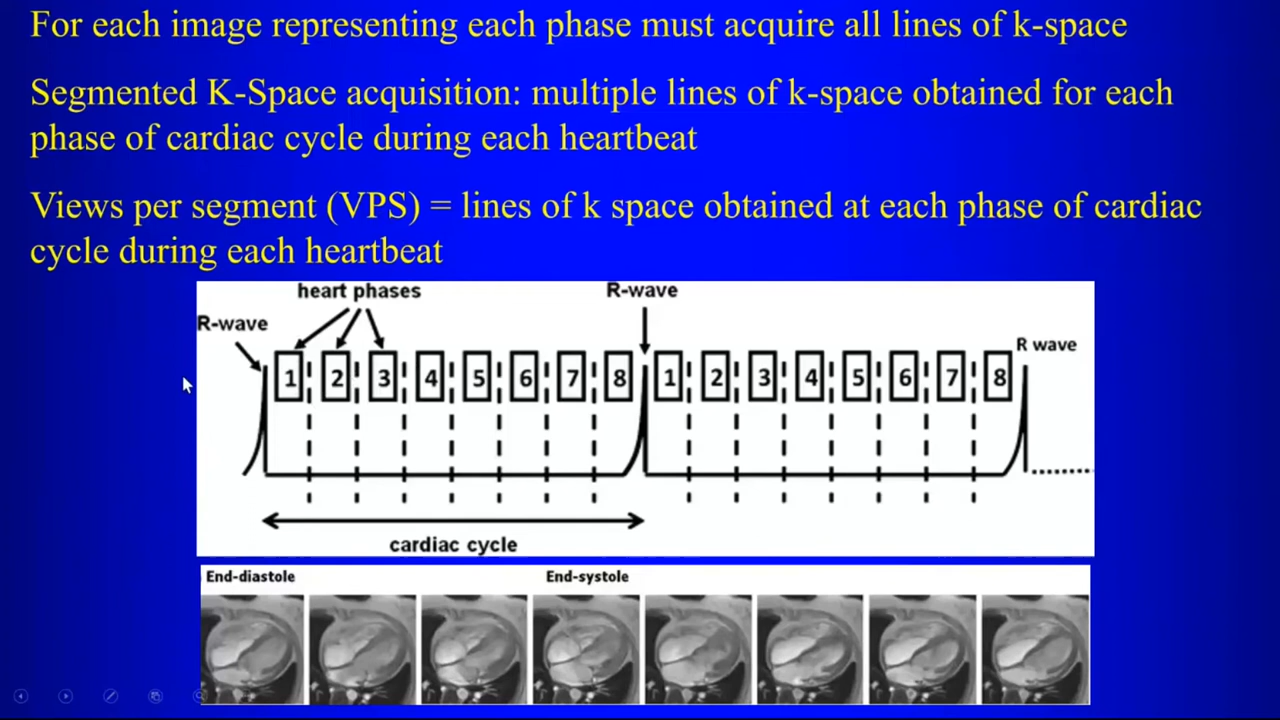 For each image representing each phase must acquire all lines of k-space
Segmented K-Space acquisition: multiple lines of k-space obtained for each
phase of cardiac cycle during each heartbeat
Views per segment (VPS) = lines of k space obtained at each phase of cardiac
cycle during each heartbeat
heart phases
R-wave
R-wave
R wave
1 2 3 4 5 6 7 8 1 2 3 4 5 6 7 8
cardiac cycle
End-diastole
End-systole